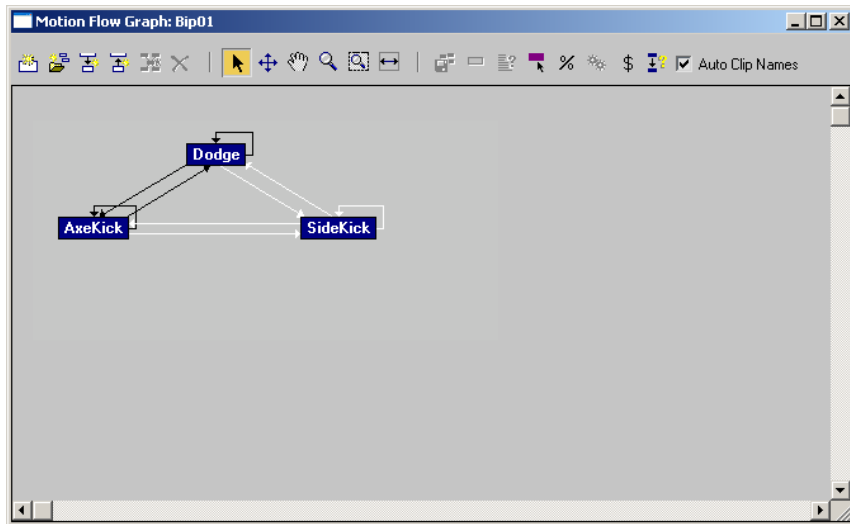 Motion Flow Graph: Bip01
% $ Auto Clip Names
Dodge
AxeKick SideKick